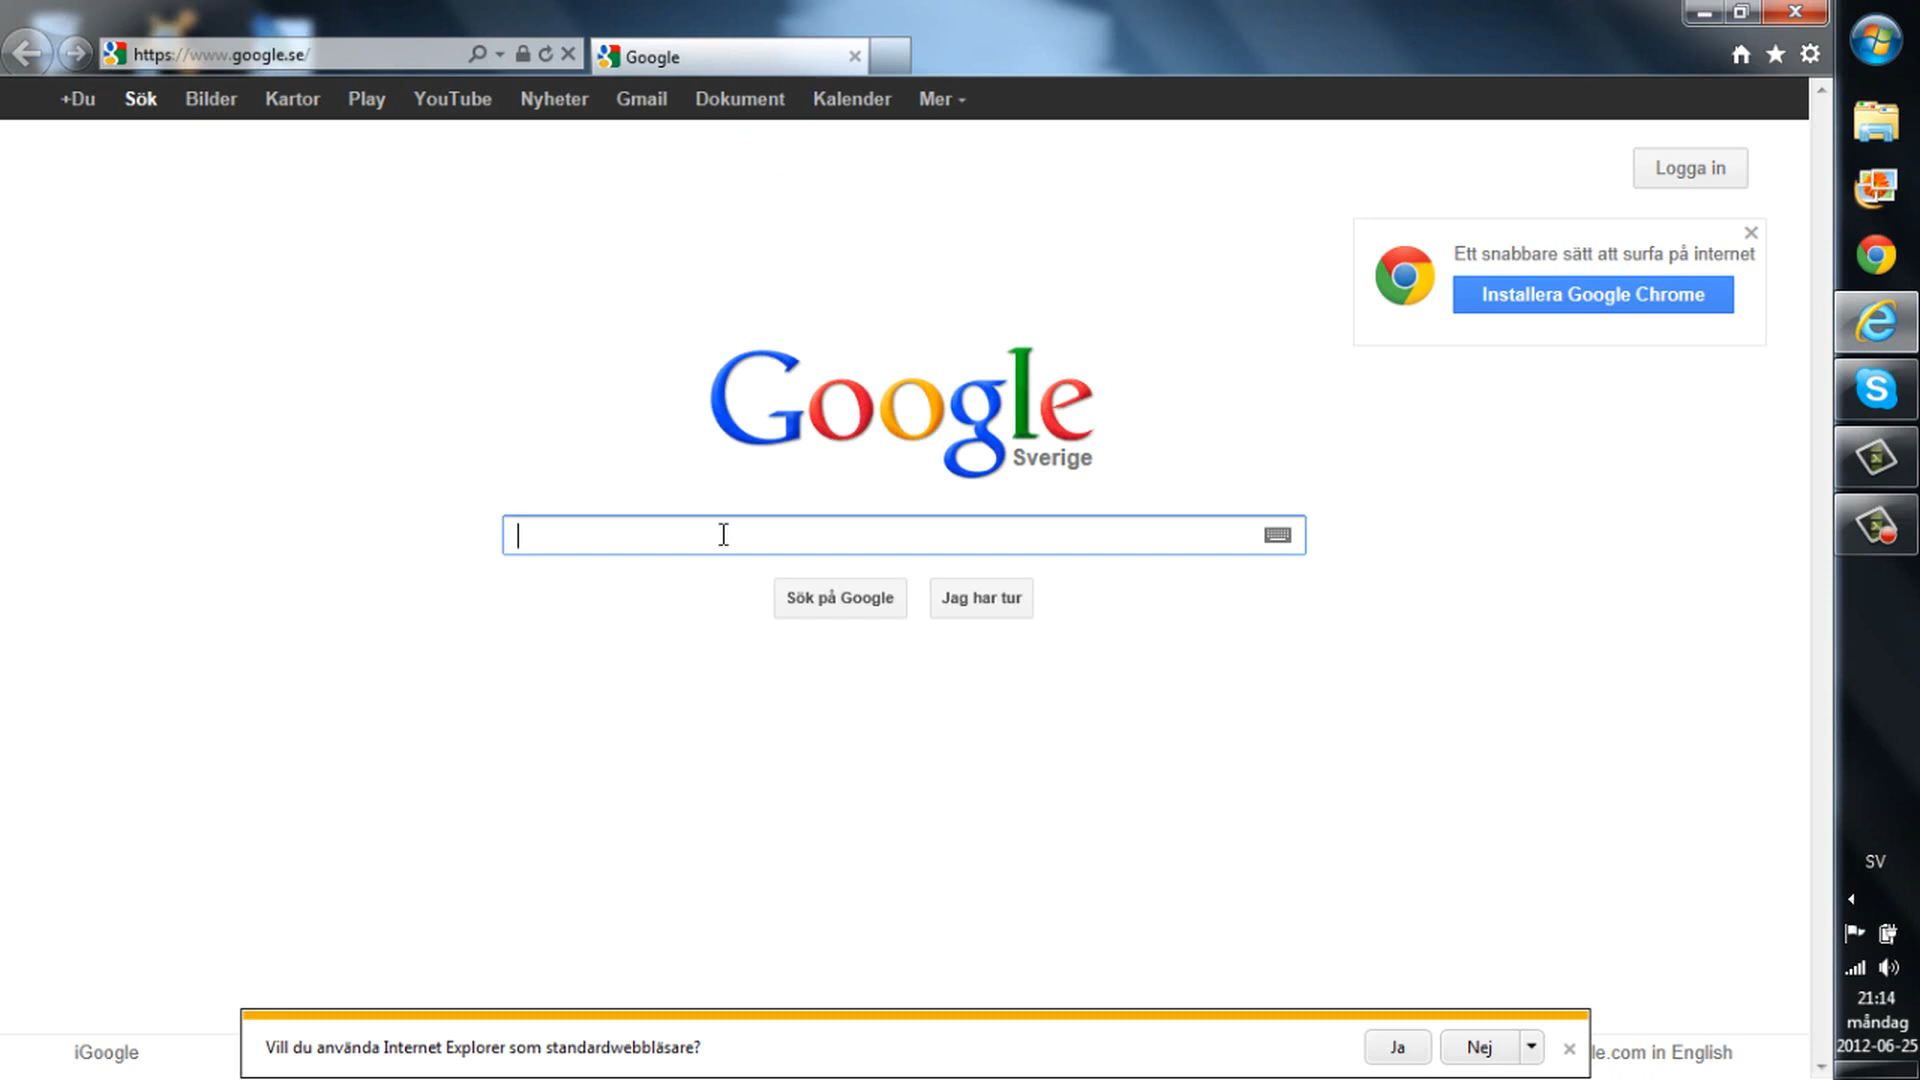 https://www.google.se/
Google
+Du Sök Bilder Kartor Play YouTube Nyheter Gmail Dokument Kalender Mer
Logga in
Ett snabbare sätt att surfa på internet
Installera Google Chrome
Google
Sverige
Sök på Google
Jag har tur
SV
21:14
måndag
2012-06-25
Vill du använda Internet Explorer som standardwebbläsare?
Ja
Nej
iGoogle
le.com in English